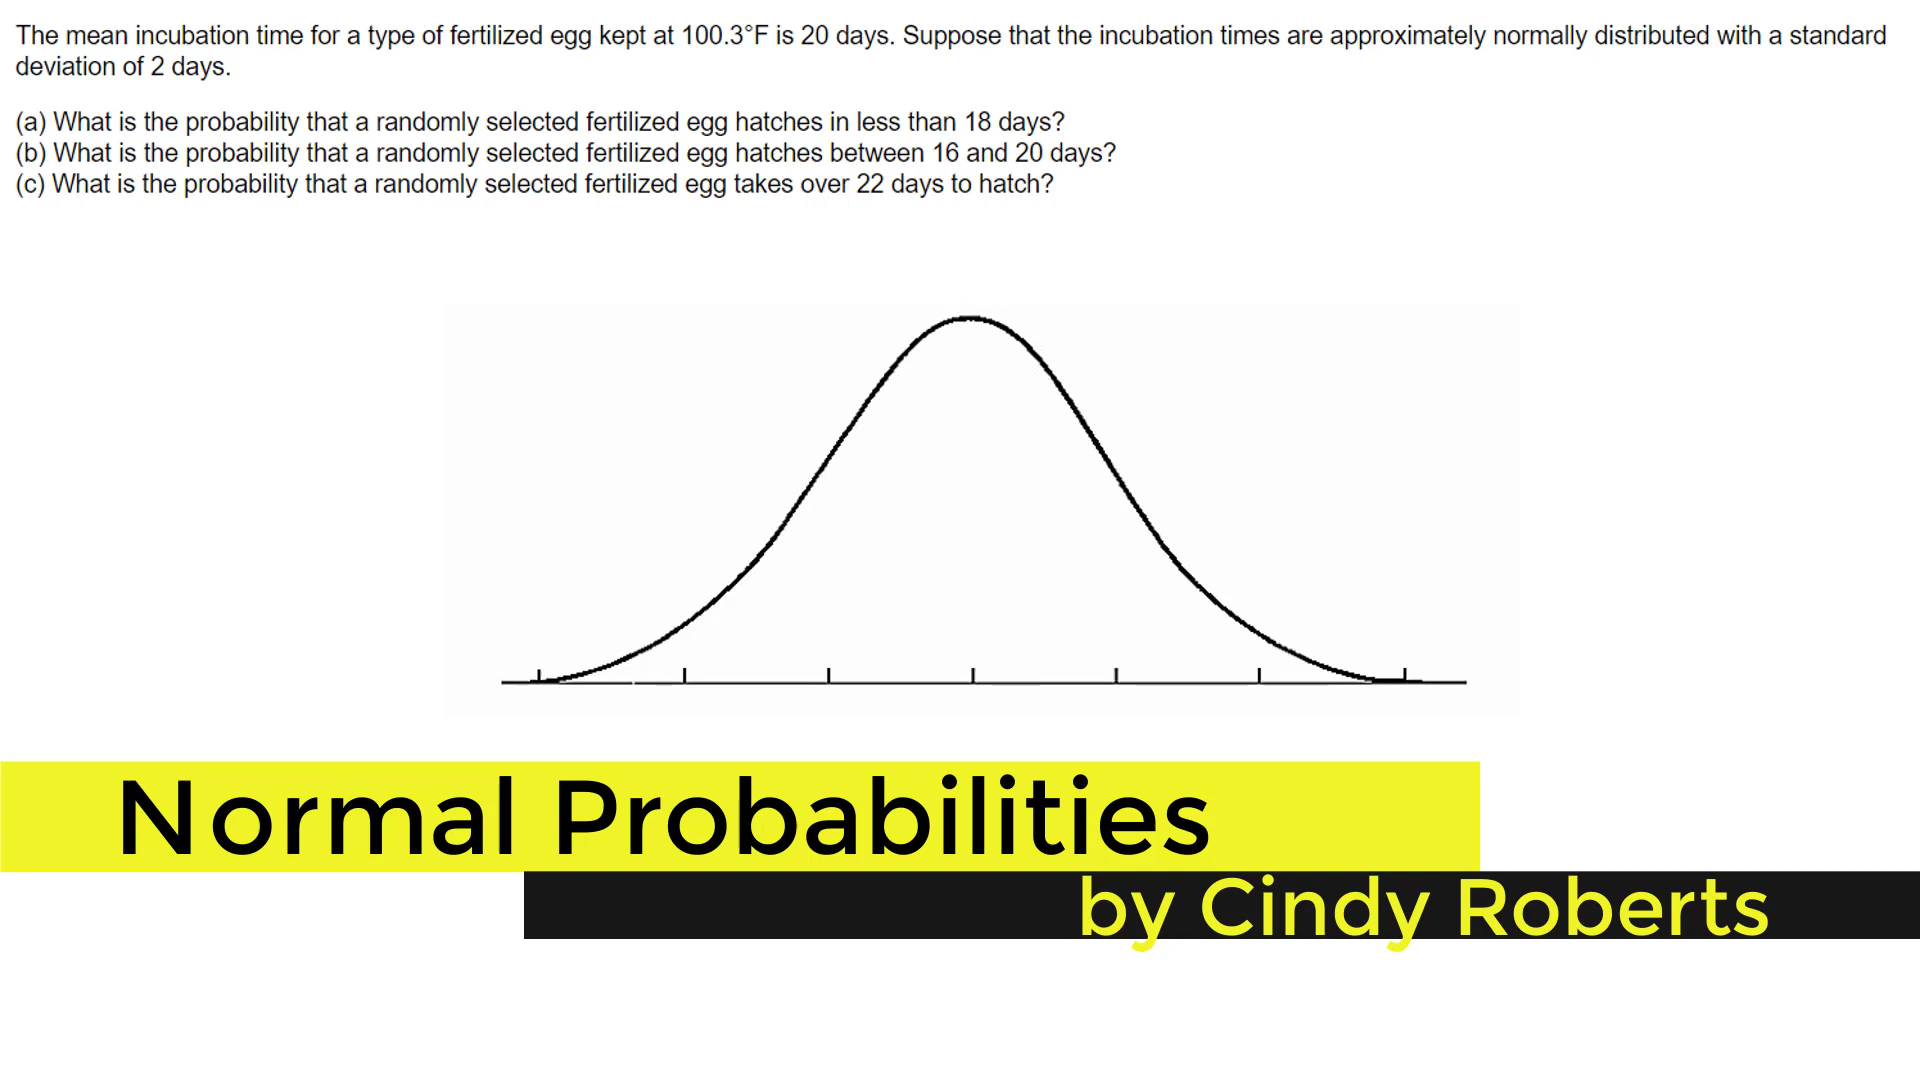 The mean incubation time for a type of fertilized egg kept at 100.3°F is 20 days. Suppose that the incubation times are approximately normally distributed with a standard
deviation of 2 days.
(a) What is the probability that a randomly selected fertilized egg hatches in less than 18 days?
(b) What is the probability that a randomly selected fertilized egg hatches between 16 and 20 days?
(c) What is the probability that a randomly selected fertilized egg takes over 22 days to hatch?
Normal Probabilities
by Cindy Roberts